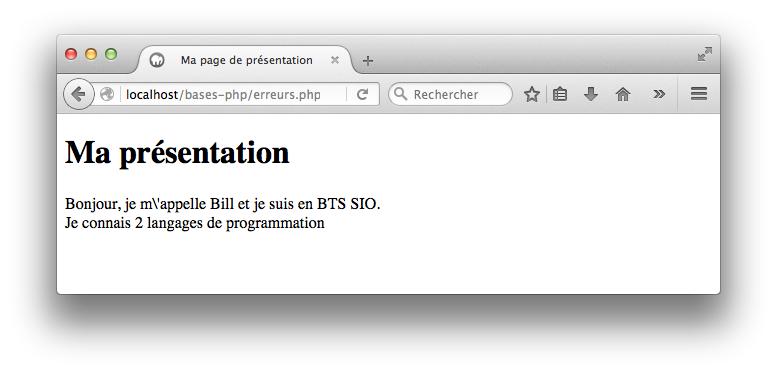 Ma page de présentation
localhost/bases-php/erreurs.php
Rechercher
Ma présentation
Bonjour, je m\'appelle Bill et je suis en BTS SIO.
Je connais 2 langages de programmation